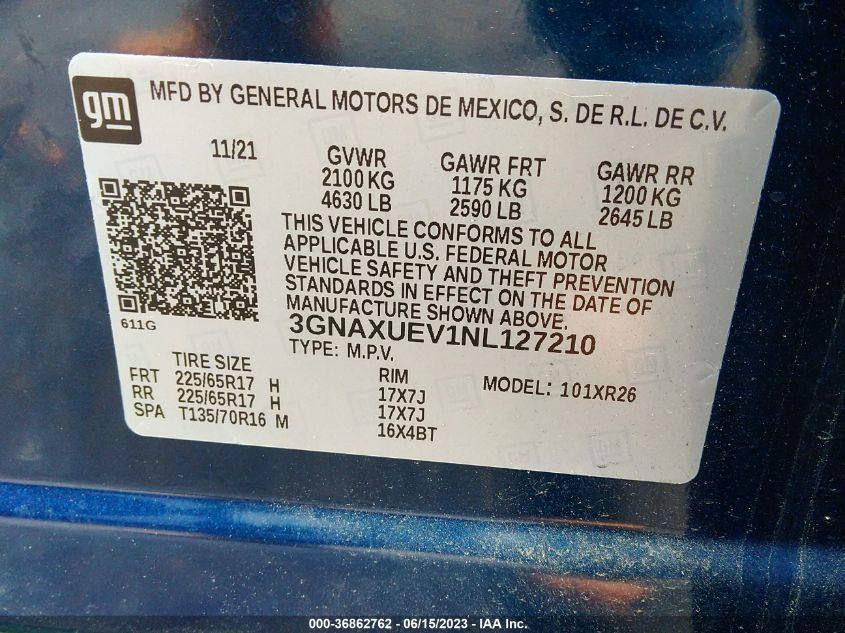 gm
MFD BY GENERAL MOTORS DE MEXICO, S. DE R.L. DE C.V.
11/21
GVWR
2100 KG
4630 LB
GAWR FRT
1175 KG
2590 LB
GAWR RR
1200 KG
2645 LB
THIS VEHICLE CONFORMS TO ALL
APPLICABLE U.S. FEDERAL MOTOR
VEHICLE SAFETY AND THEFT PREVENTION
STANDARDS IN EFFECT ON THE DATE OF
MANUFACTURE SHOWN ABOVE.
611G
3GNAXUEV1NL127210
TYPE: M.P.V.
MODEL: 101XR26
TIRE SIZE
RIM
FRT 225/65R17 H 17X7J
RR 225/65R17 H 17X7J
SPA T135/70R16 M 16X4BT
000-36862762 - 06/15/2023 - IAA Inc.